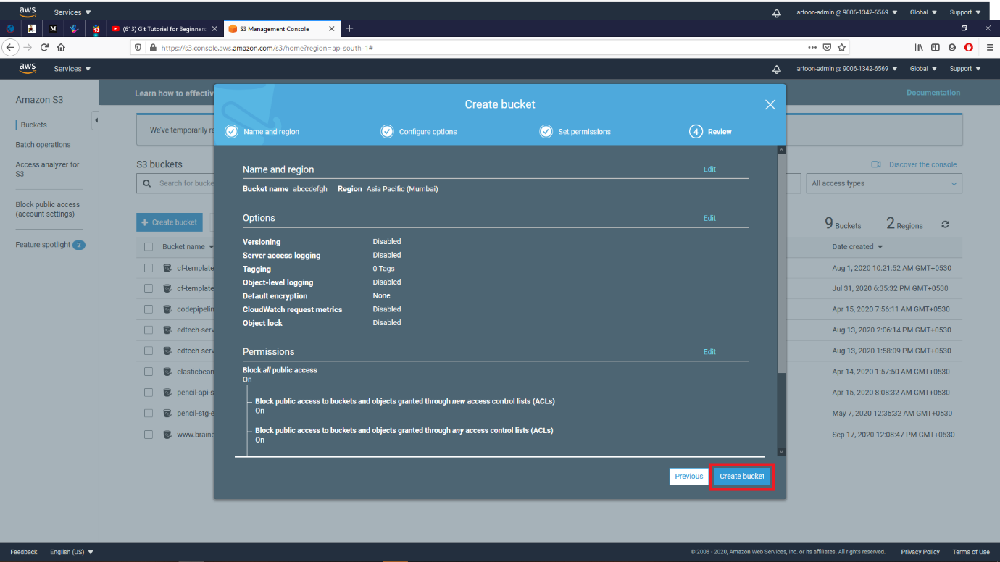 aws Services artoon-admin @ 9006-1342-6569 Global Support
M 13 (613) Git Tutorial for Beginners: S3 Management Console
https://s3.console.aws.amazon.com/s3/home?region=ap-south-1#
aws Services artoon-admin @ 9006-1342-6569 Global Support
Amazon S3
Buckets
Batch operations
Access analyzer for
S3
Block public access
(account settings)
Feature spotlight 2
Learn how to effectiv
Documentation
We've temporarily re
S3 buckets
Discover the console
Search for bucke
All access types
+ Create bucket
9 Buckets 2 Regions
Bucket name Date created
cf-template Aug 1, 2020 10:21:52 AM GMT+0530
cf-template Jul 31, 2020 6:35:32 PM GMT+0530
codepipelin Apr 15, 2020 7:56:11 AM GMT+0530
edtech-serv Aug 13, 2020 2:06:14 PM GMT+0530
edtech-serv Aug 13, 2020 1:58:09 PM GMT+0530
elasticbean Apr 14, 2020 1:57:50 AM GMT+0530
pencil-api-s Apr 15, 2020 8:08:32 AM GMT+0530
pencil-stg-e May 7, 2020 12:36:32 AM GMT+0530
www.braine Sep 17, 2020 12:08:47 PM GMT+0530
Create bucket
Name and region Configure options Set permissions 4 Review
Name and region Edit
Bucket name abccdefgh Region Asia Pacific (Mumbai)
Options Edit
Versioning Disabled
Server access logging Disabled
Tagging 0 Tags
Object-level logging Disabled
Default encryption None
CloudWatch request metrics Disabled
Object lock Disabled
Permissions Edit
Block all public access
On
Block public access to buckets and objects granted through new access control lists (ACLs)
On
Block public access to buckets and objects granted through any access control lists (ACLs)
On
Previous Create bucket
Feedback English (US) © 2008 - 2020, Amazon Web Services, Inc. or its affiliates. All rights reserved. Privacy Policy Terms of Use